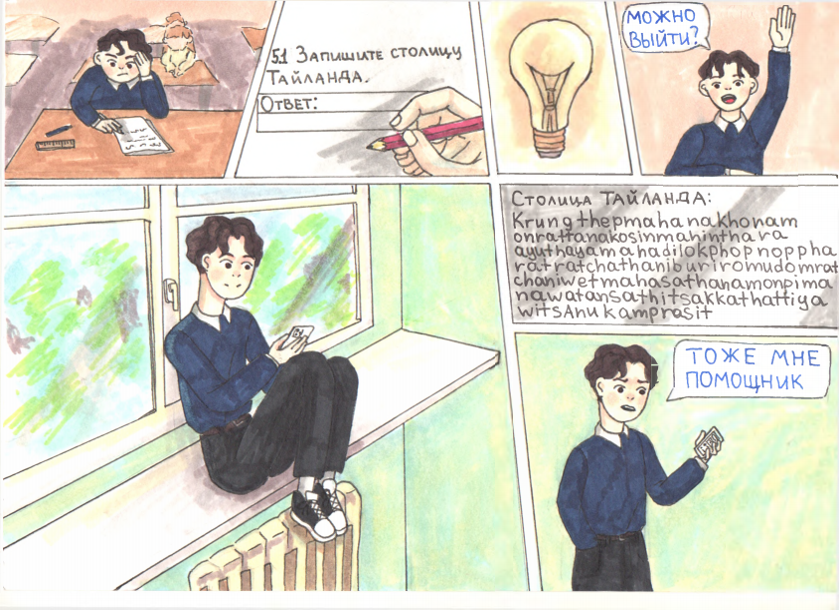 5.1 Запишите столицу
Тайланда.
Ответ:
МОЖНО
ВЫЙТИ?
Столица Тайланда:
Krungthepmahanakhonam
onrattanakosinmahinthara
ayuthayamahadilokphopnoppha
ratratchathaniburiromudomrat
chaniwetmahasathanamonpima
nawatansathitsakkathattiya
witsAnukamprasit
ТОЖЕ МНЕ
ПОМОЩНИК